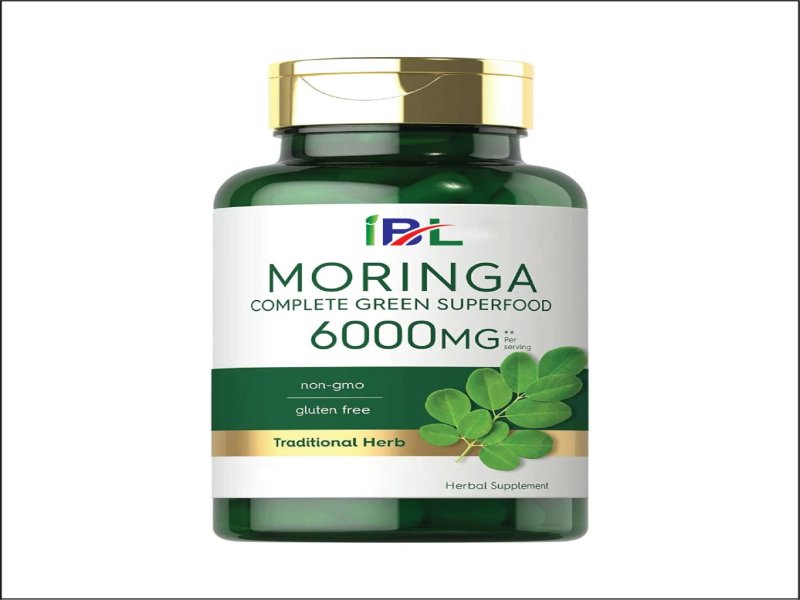 iBL
MORINGA
COMPLETE GREEN SUPERFOOD
6000MG**
Per
serving
non-gmo
gluten free
Traditional Herb
Herbal Supplement